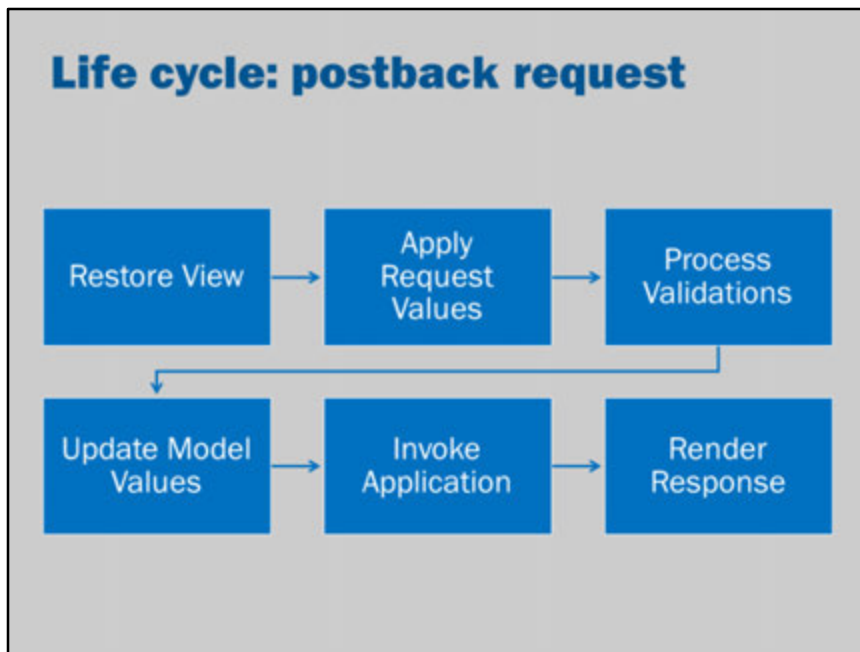 Life cycle: postback request
Restore View
Apply
Request
Values
Process
Validations
Update Model
Values
Invoke
Application
Render
Response